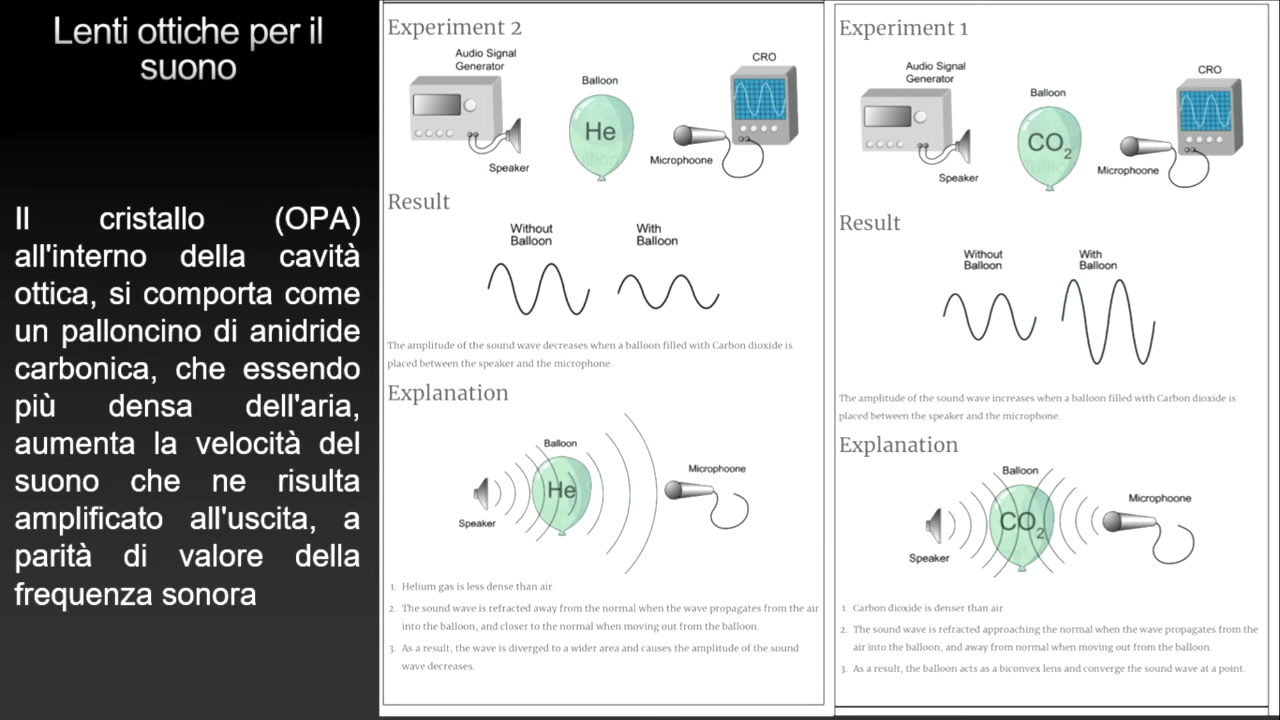 Lenti ottiche per il
suono
Il cristallo (OPA)
all'interno della cavità
ottica, si comporta come
un palloncino di anidride
carbonica, che essendo
più densa dell'aria,
aumenta la velocità del
suono che ne risulta
amplificato all'uscita, a
parità di valore della
frequenza sonora
Experiment 2
Audio Signal
Generator
Balloon
CRO
He
Speaker
Microphoone
Result
Without
Balloon
With
Balloon
The amplitude of the sound wave decreases when a balloon filled with Carbon dioxide is
placed between the speaker and the microphone.
Explanation
Balloon
He
Speaker
Microphoone
1. Helium gas is less dense than air.
2. The sound wave is refracted away from the normal when the wave propagates from the air
into the balloon, and closer to the normal when moving out from the balloon.
3. As a result, the wave is diverged to a wider area and causes the amplitude of the sound
wave decreases.
Experiment 1
Audio Signal
Generator
Balloon
CRO
CO2
Speaker
Microphoone
Result
Without
Balloon
With
Balloon
The amplitude of the sound wave increases when a balloon filled with Carbon dioxide is
placed between the speaker and the microphone.
Explanation
Balloon
CO2
Speaker
Microphoone
1. Carbon dioxide is denser than air.
2. The sound wave is refracted approaching the normal when the wave propagates from the
air into the balloon, and away from normal when moving out from the balloon.
3. As a result, the balloon acts as a biconvex lens and converge the sound wave at a point.